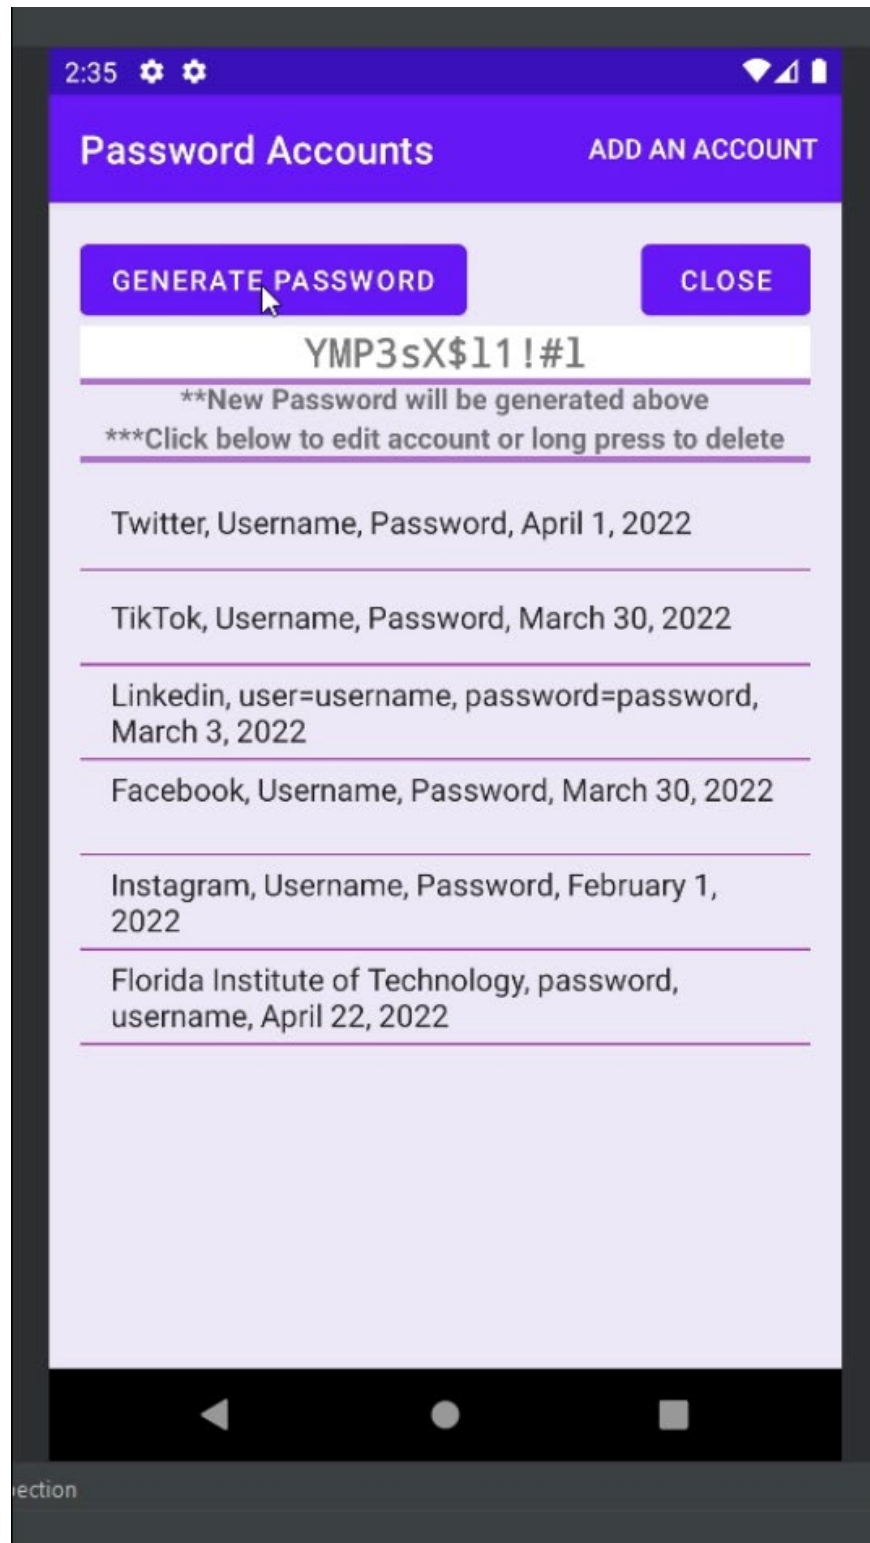 2:35
Password Accounts ADD AN ACCOUNT
GENERATE PASSWORD CLOSE
YMP3sX$l1!#l
**New Password will be generated above
***Click below to edit account or long press to delete
Twitter, Username, Password, April 1, 2022
TikTok, Username, Password, March 30, 2022
Linkedin, user=username, password=password,
March 3, 2022
Facebook, Username, Password, March 30, 2022
Instagram, Username, Password, February 1,
2022
Florida Institute of Technology, password,
username, April 22, 2022
ection